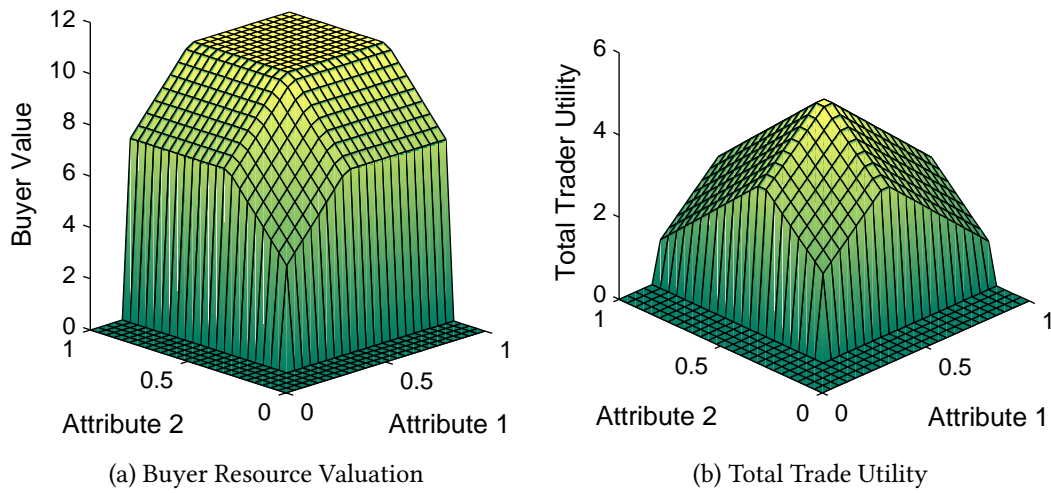 12
10
8
6
4
2
0
Buyer Value
1
0.5
0
0
0.5
1
Attribute 2
Attribute 1
(a) Buyer Resource Valuation
6
4
2
0
Total Trader Utility
1
0.5
0
0
0.5
1
Attribute 2
Attribute 1
(b) Total Trade Utility